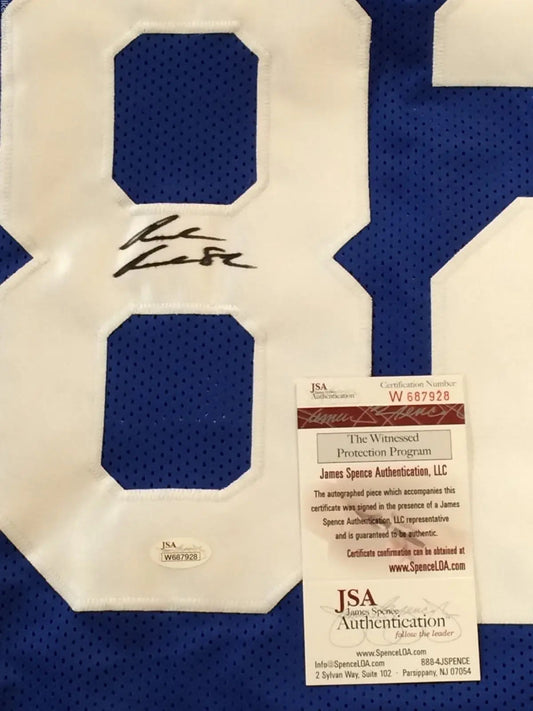 JSA
W687928
JSA
Authentication
Certification Number
W 687928
The Witnessed
Protection Program
James Spence Authentication, LLC
The autographed piece which accompanies this
certificate was signed in the presence of a James
Spence Authentication, LLC representative
and is guaranteed to be authentic.
Certificate confirmation can be obtained at
www.SpenceLOA.com
JSA
James Spence
Authentication
follow the leader
www.SpenceLOA.com
Info@SpenceLOA.com 888-4JSPENCE
2 Sylvan Way, Suite 102 - Parsippany, NJ 07054